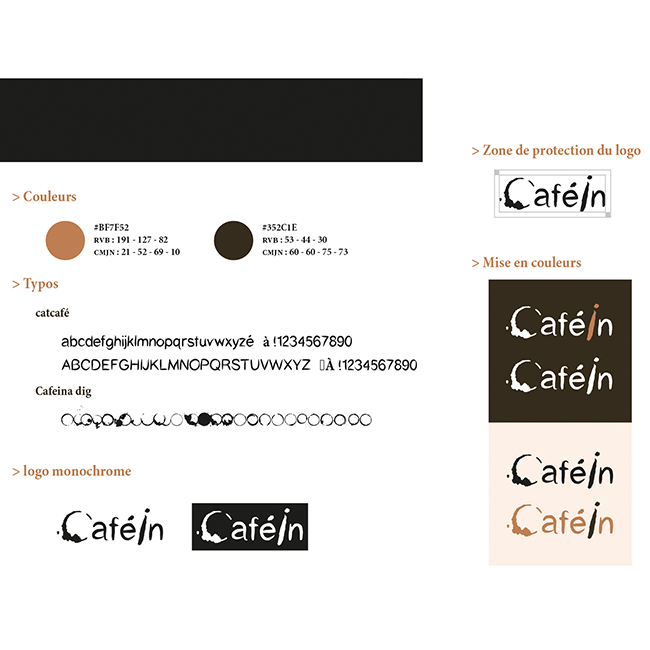 > Couleurs
#BF7F52
RVB : 191 - 127 - 82
CMJN : 21 - 52 - 69 - 10
#352C1E
RVB : 53 - 44 - 30
CMJN : 60 - 60 - 75 - 73
> Typos
catcafé
abcdefghijklmnopqrstuvwxyzé à !1234567890
ABCDEFGHIJKLMNOPQRSTUVWXYZ À !1234567890
Cafeina dig
> logo monochrome
Caféin
Caféin
> Zone de protection du logo
Caféin
> Mise en couleurs
Caféin
Caféin
Caféin
Caféin